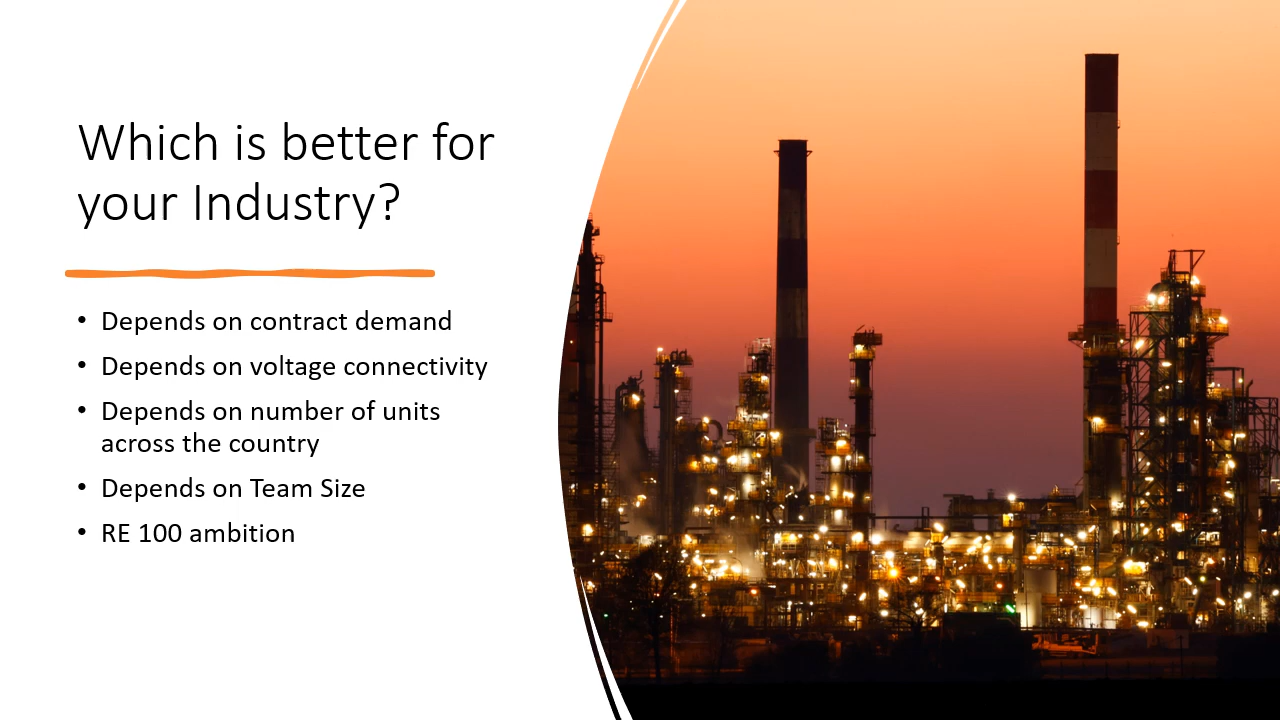 Which is better for
your Industry?
• Depends on contract demand
• Depends on voltage connectivity
• Depends on number of units
across the country
• Depends on Team Size
• RE 100 ambition